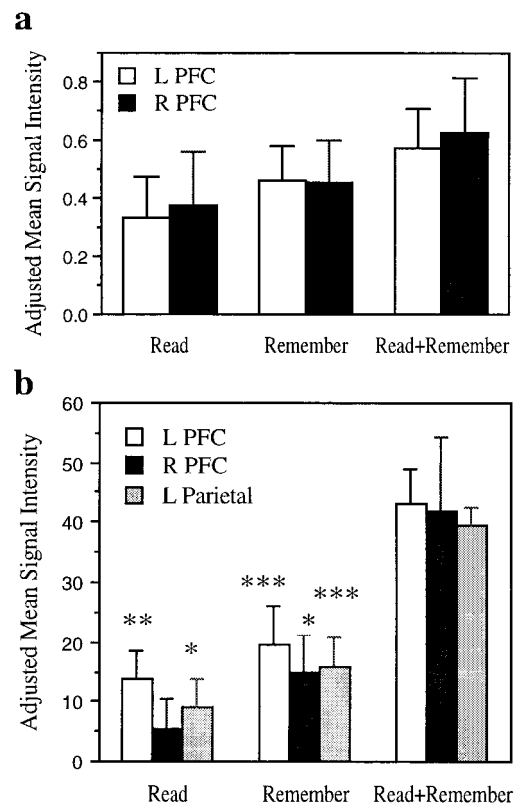 a
Adjusted Mean Signal Intensity
0.8
0.6
0.4
0.2
0.0
L PFC
R PFC
Read Remember Read+Remember
b
Adjusted Mean Signal Intensity
60
50
40
30
20
10
0
L PFC
R PFC
L Parietal
** * *** * ***
Read Remember Read+Remember